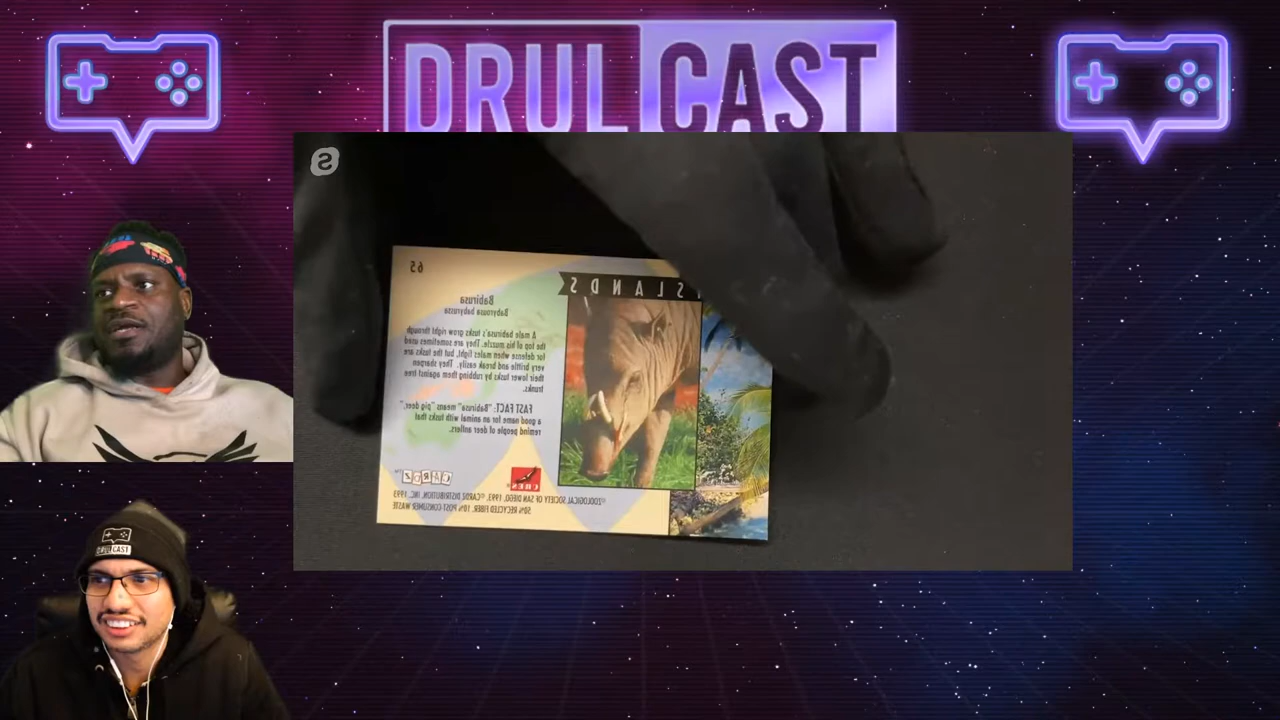 DRUL CAST
S
65
ISLANDS
Babirusa
Babyrousa babyrussa
A male babirusa's tusks grow right through
the top of his muzzle. They are sometimes used
for defense when males fight, but the tusks are
very brittle and break easily. They sharpen
their lower tusks by rubbing them against tree
trunks.
FAST FACT: "Babirusa" means "pig deer,"
a good name for an animal with tusks that
remind people of deer antlers.
CRES
CARDZ TM
©ZOOLOGICAL SOCIETY OF SAN DIEGO, 1993, ©CARDZ DISTRIBUTION, INC., 1993
50% RECYCLED FIBER, 10% POST-CONSUMER WASTE
DRULCAST